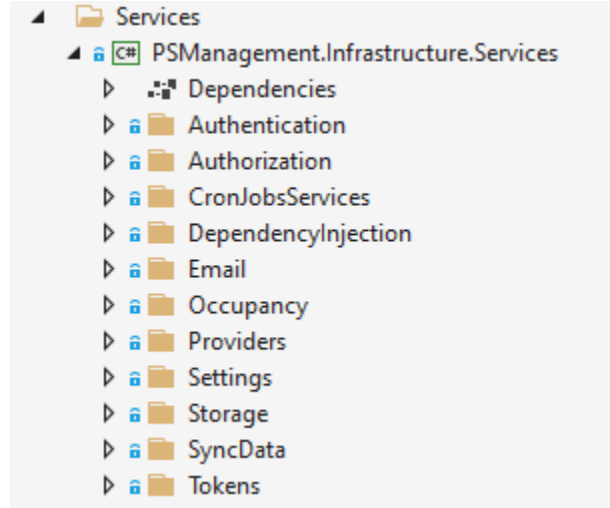 Services
C# PSManagement.Infrastructure.Services
Dependencies
Authentication
Authorization
CronJobsServices
DependencyInjection
Email
Occupancy
Providers
Settings
Storage
SyncData
Tokens